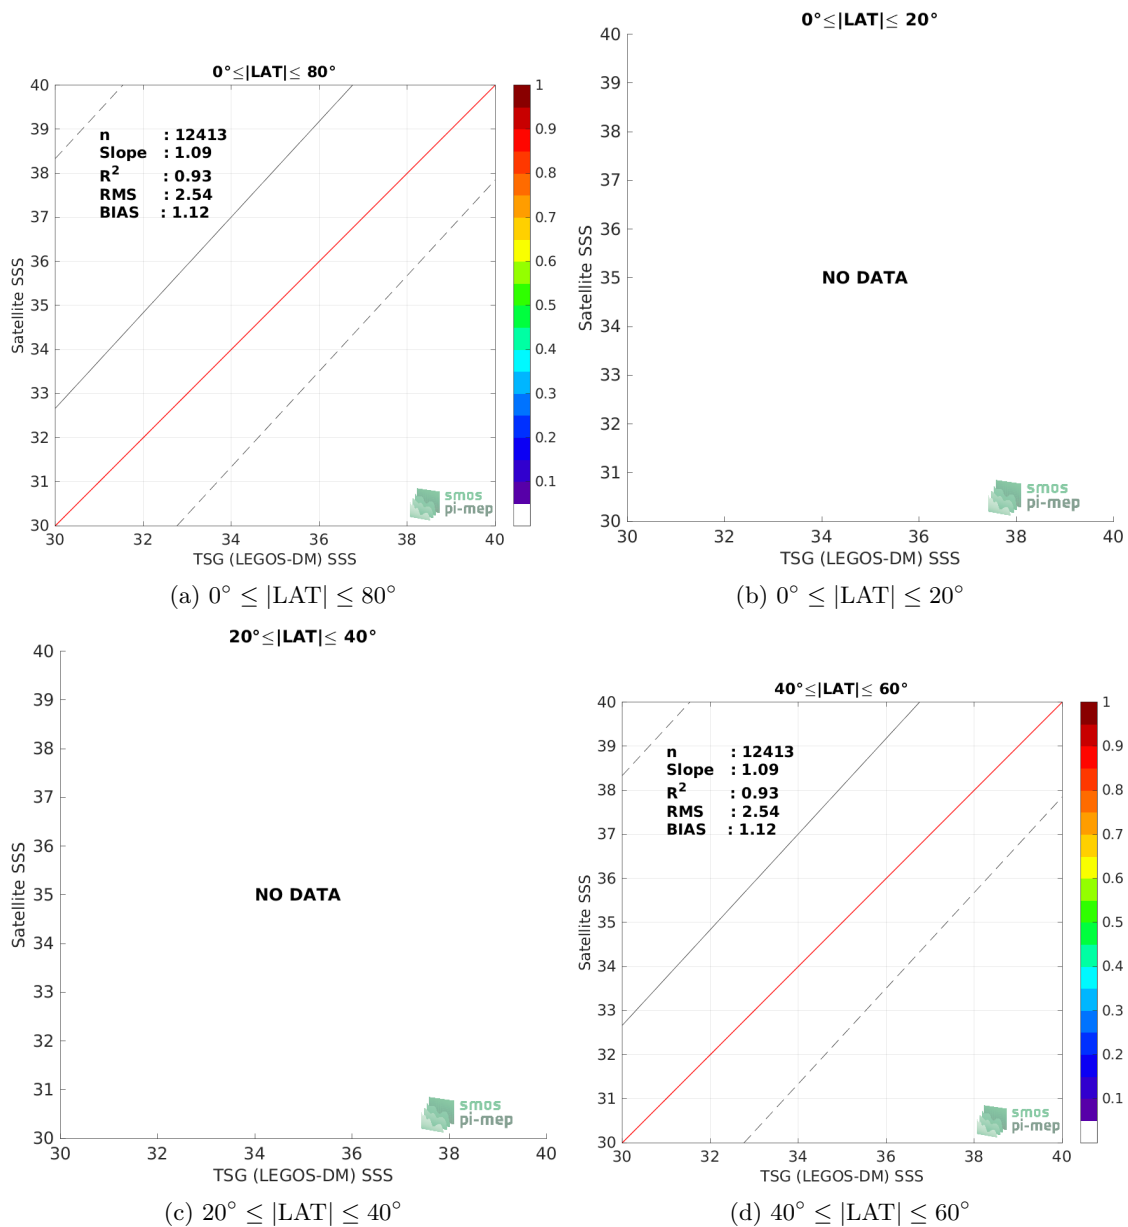 0°≤|LAT|≤ 80°
40
39
38
37
36
35
34
33
32
31
30
Satellite SSS
n : 12413
Slope : 1.09
R² : 0.93
RMS : 2.54
BIAS : 1.12
1
0.9
0.8
0.7
0.6
0.5
0.4
0.3
0.2
0.1
smos
pi-mep
30 32 34 36 38 40
TSG (LEGOS-DM) SSS
(a) 0° ≤ |LAT| ≤ 80°
0°≤|LAT|≤ 20°
40
39
38
37
36
35
34
33
32
31
30
Satellite SSS
NO DATA
smos
pi-mep
30 32 34 36 38 40
TSG (LEGOS-DM) SSS
(b) 0° ≤ |LAT| ≤ 20°
20°≤|LAT|≤ 40°
40
39
38
37
36
35
34
33
32
31
30
Satellite SSS
NO DATA
smos
pi-mep
30 32 34 36 38 40
TSG (LEGOS-DM) SSS
(c) 20° ≤ |LAT| ≤ 40°
40°≤|LAT|≤ 60°
40
39
38
37
36
35
34
33
32
31
30
Satellite SSS
n : 12413
Slope : 1.09
R² : 0.93
RMS : 2.54
BIAS : 1.12
1
0.9
0.8
0.7
0.6
0.5
0.4
0.3
0.2
0.1
smos
pi-mep
30 32 34 36 38 40
TSG (LEGOS-DM) SSS
(d) 40° ≤ |LAT| ≤ 60°